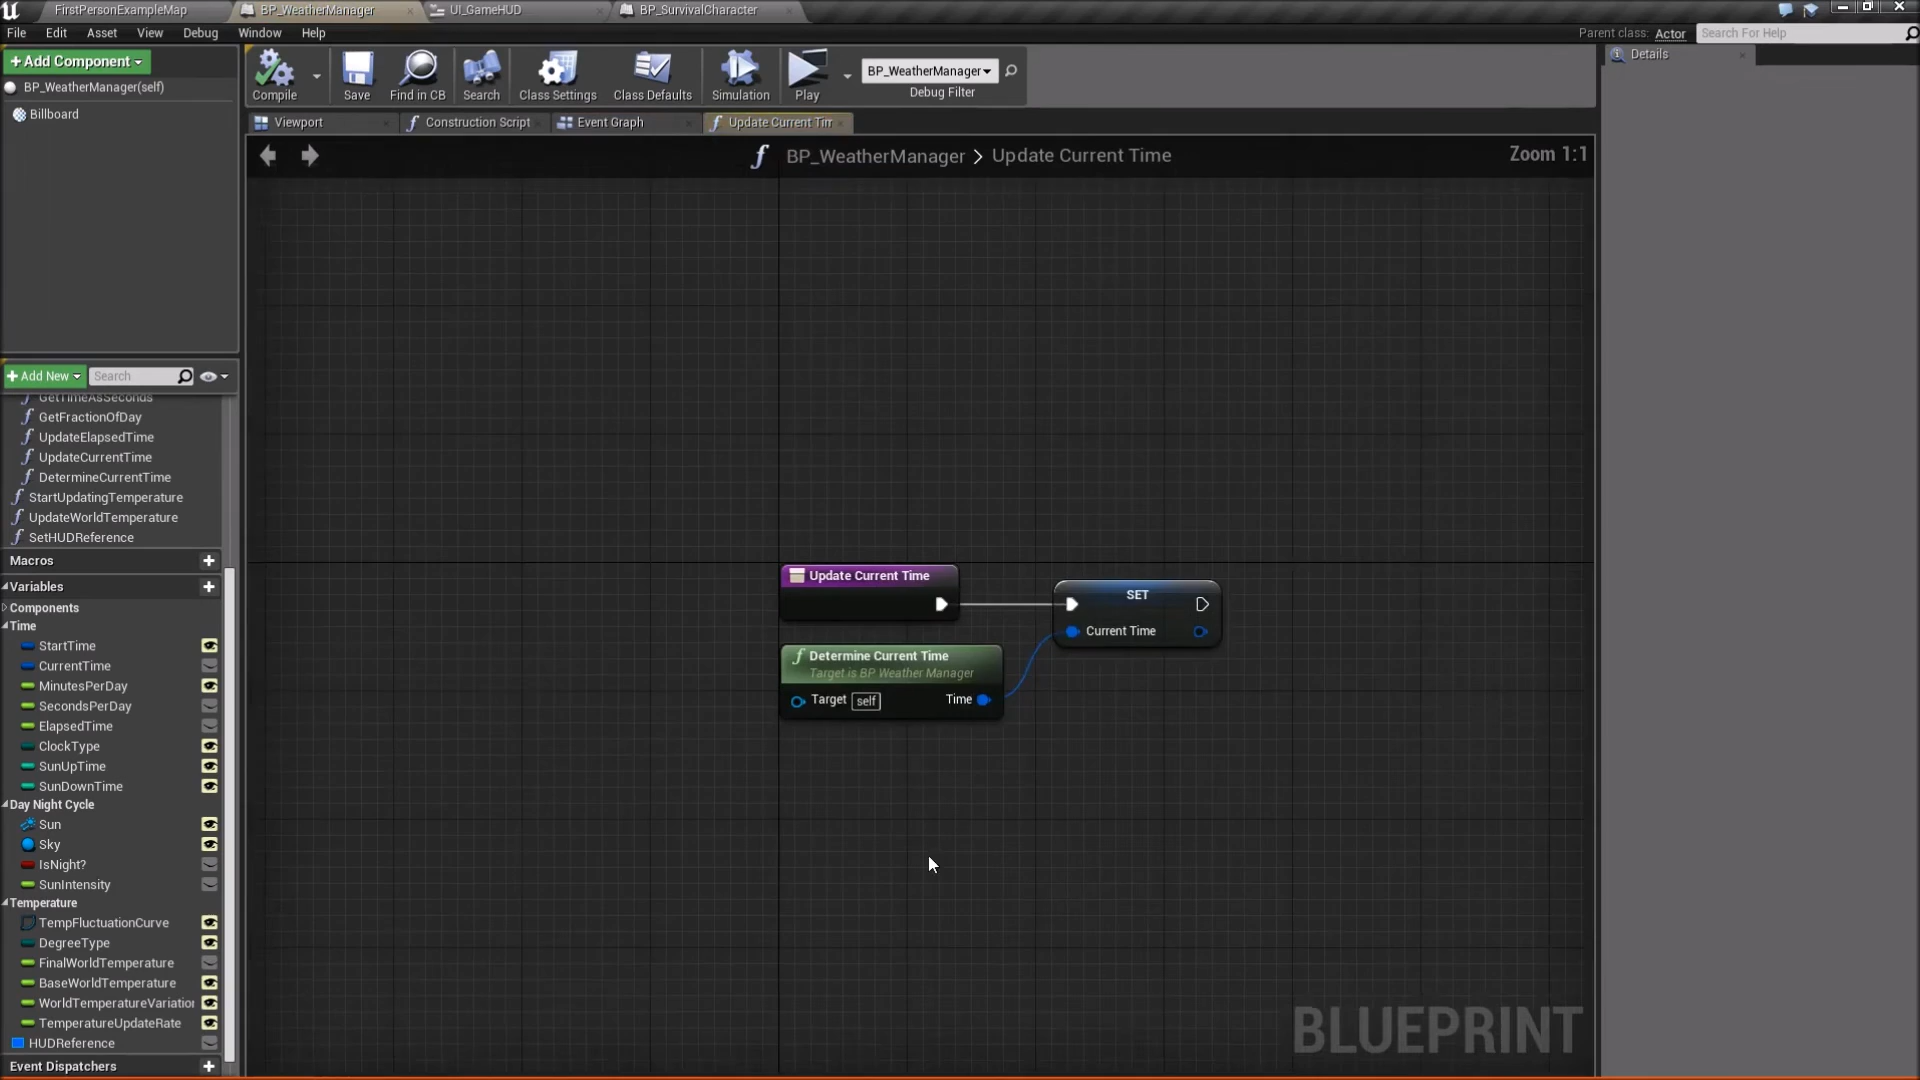 FirstPersonExampleMap
BP_WeatherManager
UI_GameHUD
BP_SurvivalCharacter
File Edit Asset View Debug Window Help
Parent class: Actor
Search For Help
+Add Component
BP_WeatherManager(self)
Billboard
Compile
Save
Find in CB
Search
Class Settings
Class Defaults
Simulation
Play
BP_WeatherManager
Debug Filter
Details
Viewport
Construction Script
Event Graph
Update Current Tim
BP_WeatherManager > Update Current Time
Zoom 1:1
+Add New
Search
GetTimeAsSeconds
GetFractionOfDay
UpdateElapsedTime
UpdateCurrentTime
DetermineCurrentTime
StartUpdatingTemperature
UpdateWorldTemperature
SetHUDReference
Macros
Variables
Components
Time
StartTime
CurrentTime
MinutesPerDay
SecondsPerDay
ElapsedTime
ClockType
SunUpTime
SunDownTime
Day Night Cycle
Sun
Sky
IsNight?
SunIntensity
Temperature
TempFluctuationCurve
DegreeType
FinalWorldTemperature
BaseWorldTemperature
WorldTemperatureVariation
TemperatureUpdateRate
HUDReference
Event Dispatchers
Update Current Time
SET
Current Time
Determine Current Time
Target is BP Weather Manager
Target self
Time
BLUEPRINT